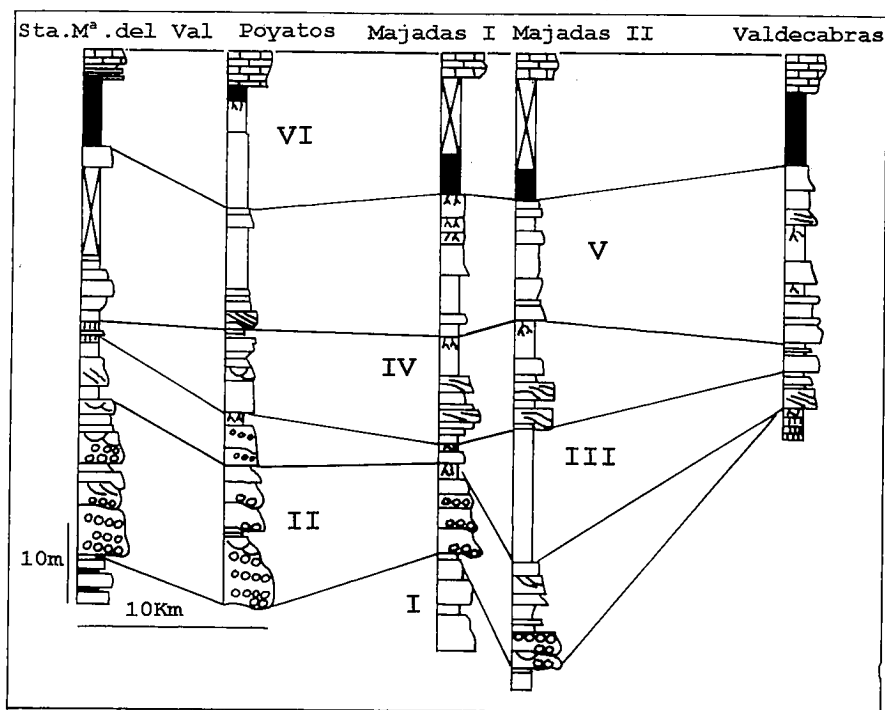 Sta.Mª.del Val Poyatos Majadas I Majadas II Valdecabras
VI
V
IV
III
II
10m
10Km
I